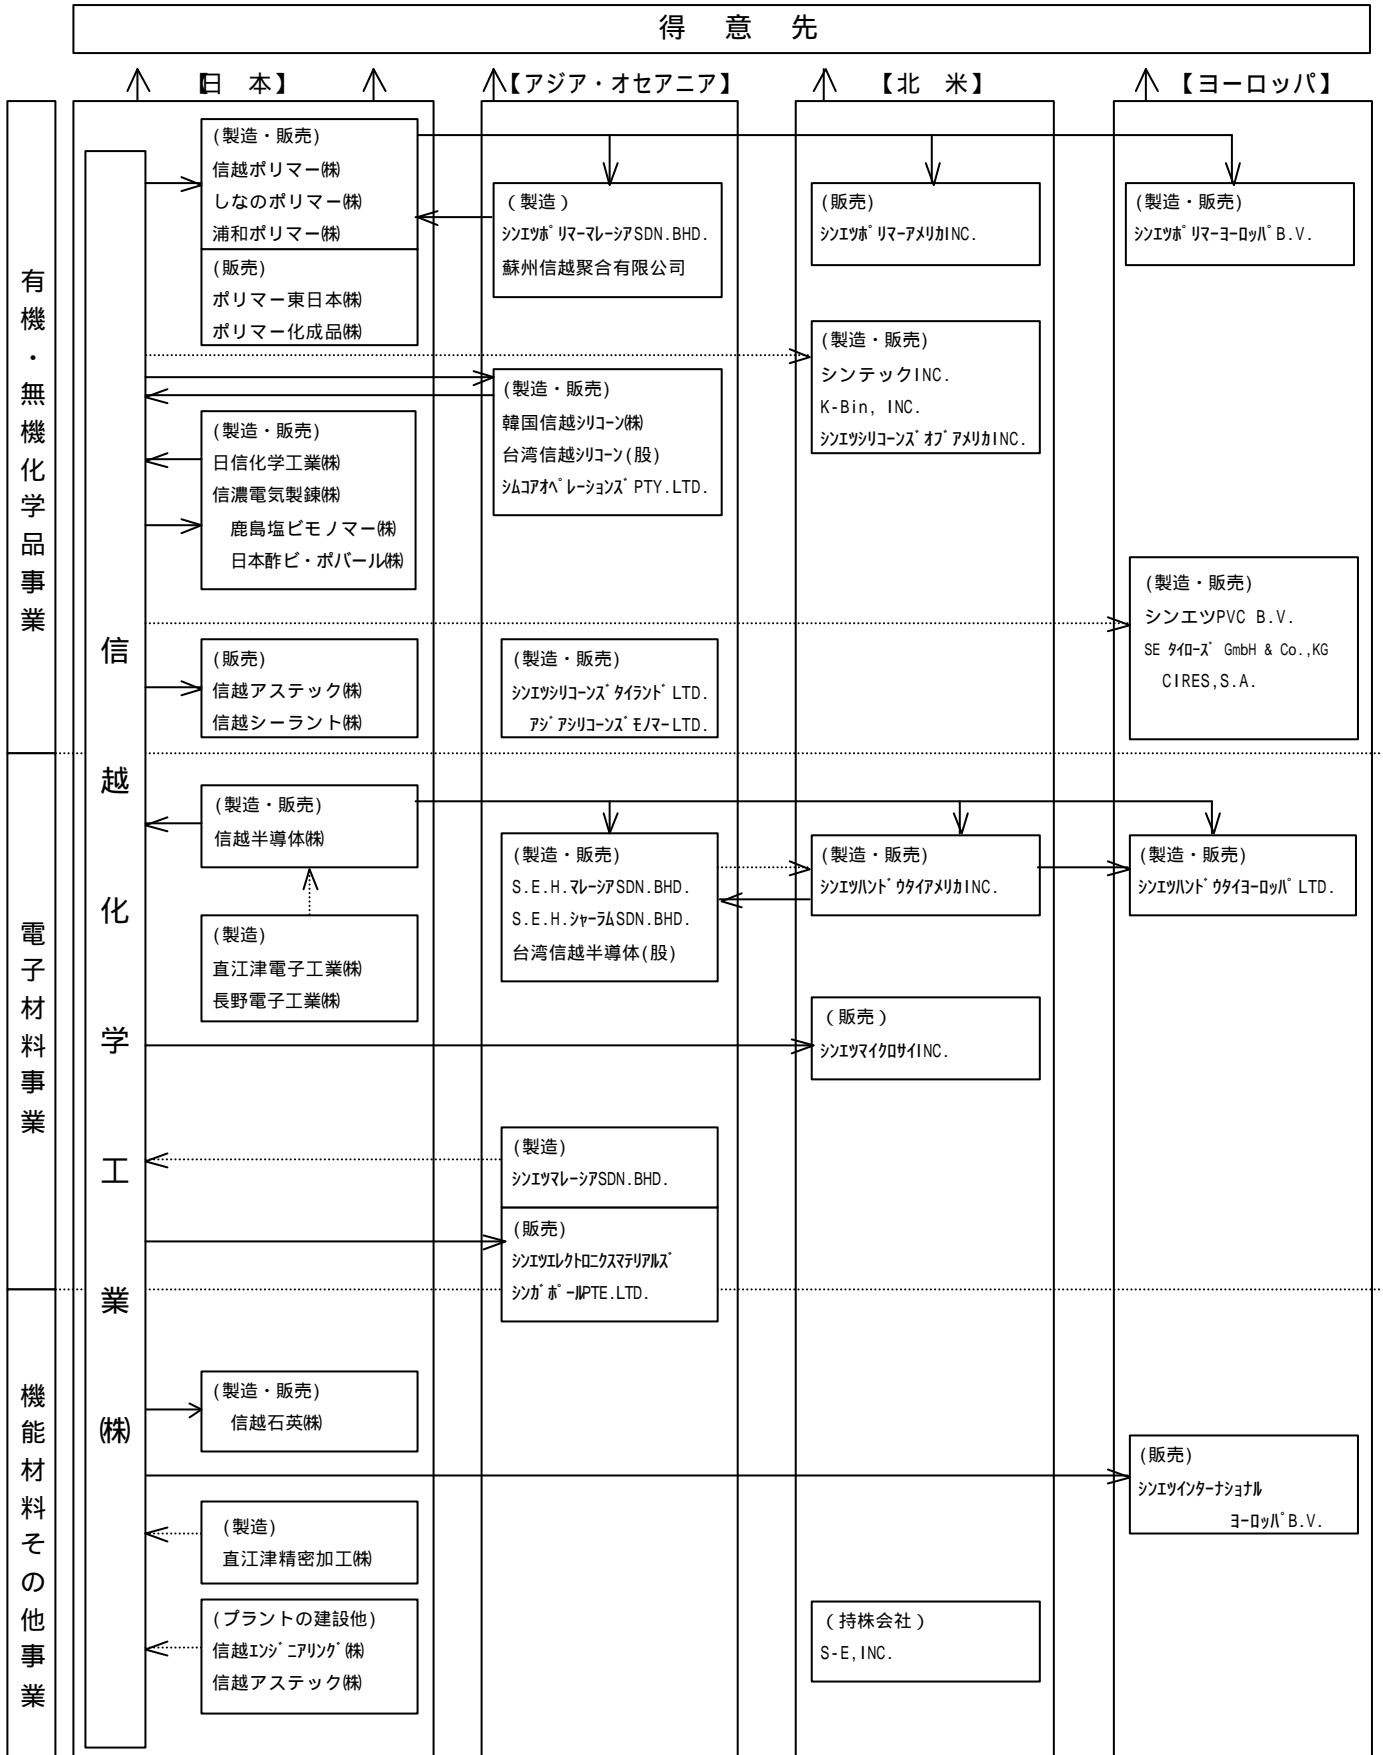 得 意 先
【日 本】
【アジア・オセアニア】
【北 米】
【ヨーロッパ】
有機・無機化学品事業
電子材料事業
機能材料その他事業
信越化学工業㈱
(製造・販売)
信越ポリマー㈱
しなのポリマー㈱
浦和ポリマー㈱
(販売)
ポリマー東日本㈱
ポリマー化成品㈱
(製造)
ｼﾝｴﾂﾎﾟﾘﾏｰﾏﾚｰｼｱSDN.BHD.
蘇州信越聚合有限公司
(販売)
ｼﾝｴﾂﾎﾟﾘﾏｰｱﾒﾘｶINC.
(製造・販売)
ｼﾝｴﾂﾎﾟﾘﾏｰﾖｰﾛｯﾊﾟB.V.
(製造・販売)
シンテックINC.
K-Bin, INC.
ｼﾝｴﾂｼﾘｺｰﾝｽﾞｵﾌﾞｱﾒﾘｶINC.
(製造・販売)
韓国信越ｼﾘｺｰﾝ㈱
台湾信越ｼﾘｺｰﾝ(股)
ｼﾑｺｱｵﾍﾟﾚｰｼｮﾝｽﾞPTY.LTD.
(製造・販売)
日信化学工業㈱
信濃電気製錬㈱
鹿島塩ビモノマー㈱
日本酢ビ・ポバール㈱
(製造・販売)
シンエツPVC B.V.
SE ﾀｲﾛｰｽﾞ GmbH & Co.,KG
CIRES,S.A.
(販売)
信越アステック㈱
信越シーラント㈱
(製造・販売)
ｼﾝｴﾂｼﾘｺｰﾝｽﾞﾀｲﾗﾝﾄﾞLTD.
ｱｼﾞｱｼﾘｺｰﾝｽﾞﾓﾉﾏｰLTD.
(製造・販売)
信越半導体㈱
(製造・販売)
S.E.H.ﾏﾚｰｼｱSDN.BHD.
S.E.H.ｼｬｰﾗﾑSDN.BHD.
台湾信越半導体(股)
(製造・販売)
ｼﾝｴﾂﾊﾝﾄﾞｳﾀｲｱﾒﾘｶINC.
(製造・販売)
ｼﾝｴﾂﾊﾝﾄﾞｳﾀｲﾖｰﾛｯﾊﾟLTD.
(製造)
直江津電子工業㈱
長野電子工業㈱
(販売)
ｼﾝｴﾂﾏｲｸﾛｻｲINC.
(製造)
ｼﾝｴﾂﾏﾚｰｼｱSDN.BHD.
(販売)
ｼﾝｴﾂｴﾚｸﾄﾛﾆｸｽﾏﾃﾘｱﾙｽﾞ
ｼﾝｶﾞﾎﾟｰﾙPTE.LTD.
(製造・販売)
信越石英㈱
(販売)
ｼﾝｴﾂｲﾝﾀｰﾅｼｮﾅﾙ
ﾖｰﾛｯﾊﾟB.V.
(製造)
直江津精密加工㈱
(プラントの建設他)
信越ｴﾝｼﾞﾆｱﾘﾝｸﾞ㈱
信越アステック㈱
(持株会社)
S-E,INC.